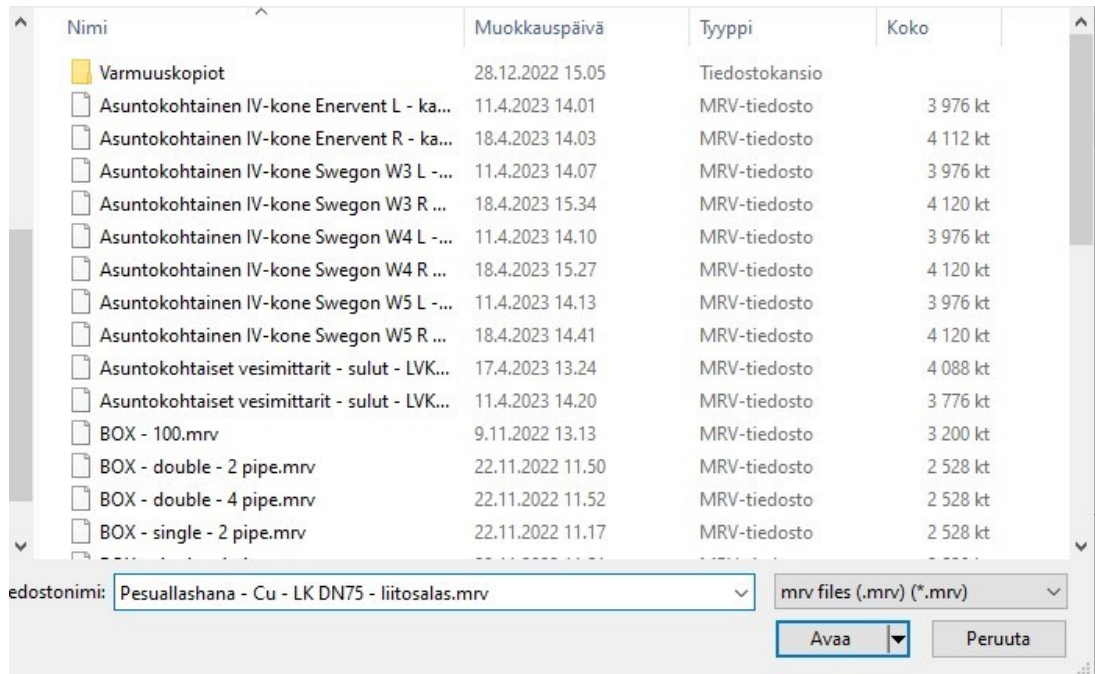 Nimi Muokkauspäivä Tyyppi Koko
Varmuuskopiot 28.12.2022 15.05 Tiedostokansio
Asuntokohtainen IV-kone Enervent L - ka... 11.4.2023 14.01 MRV-tiedosto 3 976 kt
Asuntokohtainen IV-kone Enervent R - ka... 18.4.2023 14.03 MRV-tiedosto 4 112 kt
Asuntokohtainen IV-kone Swegon W3 L -... 11.4.2023 14.07 MRV-tiedosto 3 976 kt
Asuntokohtainen IV-kone Swegon W3 R ... 18.4.2023 15.34 MRV-tiedosto 4 120 kt
Asuntokohtainen IV-kone Swegon W4 L -... 11.4.2023 14.10 MRV-tiedosto 3 976 kt
Asuntokohtainen IV-kone Swegon W4 R ... 18.4.2023 15.27 MRV-tiedosto 4 120 kt
Asuntokohtainen IV-kone Swegon W5 L -... 11.4.2023 14.13 MRV-tiedosto 3 976 kt
Asuntokohtainen IV-kone Swegon W5 R ... 18.4.2023 14.41 MRV-tiedosto 4 120 kt
Asuntokohtaiset vesimittarit - sulut - LVK... 17.4.2023 13.24 MRV-tiedosto 4 088 kt
Asuntokohtaiset vesimittarit - sulut - LVK... 11.4.2023 14.20 MRV-tiedosto 3 776 kt
BOX - 100.mrv 9.11.2022 13.13 MRV-tiedosto 3 200 kt
BOX - double - 2 pipe.mrv 22.11.2022 11.50 MRV-tiedosto 2 528 kt
BOX - double - 4 pipe.mrv 22.11.2022 11.52 MRV-tiedosto 2 528 kt
BOX - single - 2 pipe.mrv 22.11.2022 11.17 MRV-tiedosto 2 528 kt
edostonimi: Pesuallashana - Cu - LK DN75 - liitosalas.mrv mrv files (.mrv) (*.mrv)
Avaa Peruuta